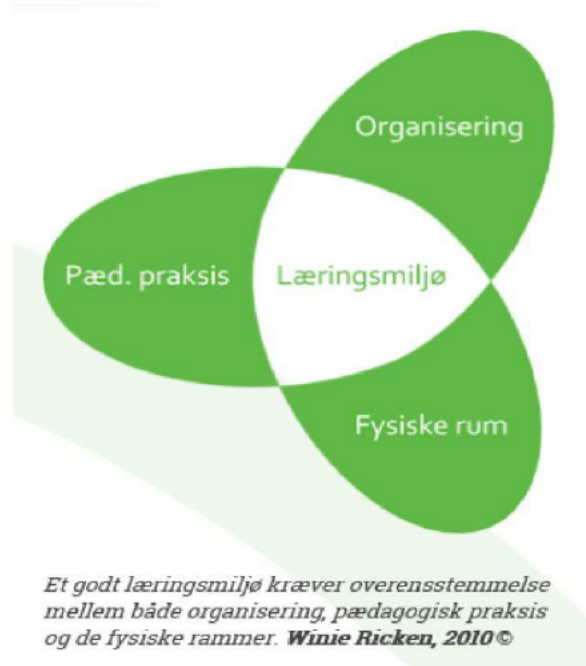 Organisering
Pæd. praksis
Læringsmiljø
Fysiske rum
Et godt læringsmiljø kræver overensstemmelse
mellem både organisering, pædagogisk praksis
og de fysiske rammer. Winie Ricken, 2010 ©